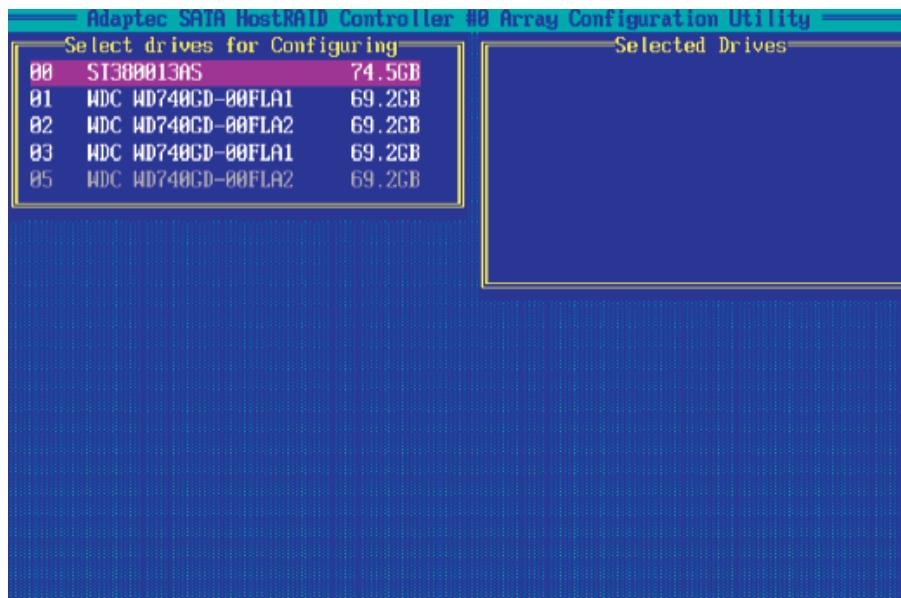 Adaptec SATA HostRAID Controller #0 Array Configuration Utility
Select drives for Configuring
00 ST380013AS 74.5GB
01 WDC WD740GD-00FLA1 69.2GB
02 WDC WD740GD-00FLA2 69.2GB
03 WDC WD740GD-00FLA1 69.2GB
05 WDC WD740GD-00FLA2 69.2GB
Selected Drives